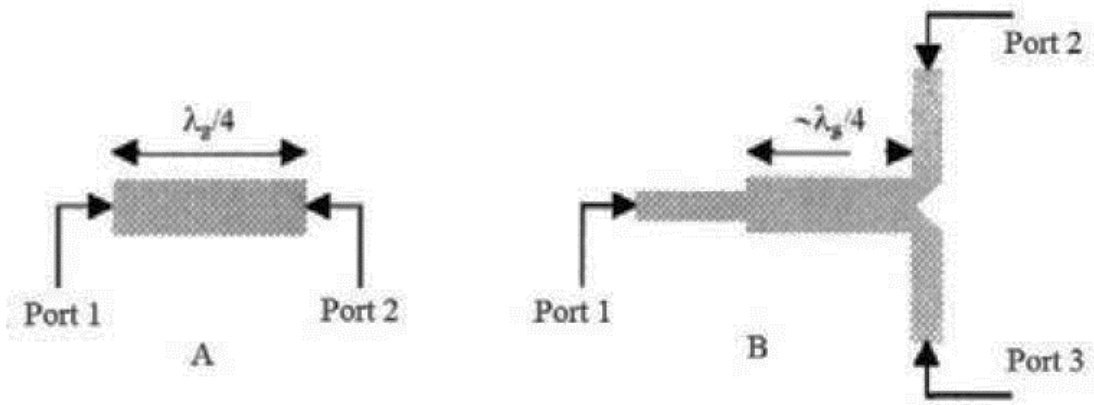 Port 2
λg/4
~λg/4
Port 1
Port 2
Port 1
A
B
Port 3